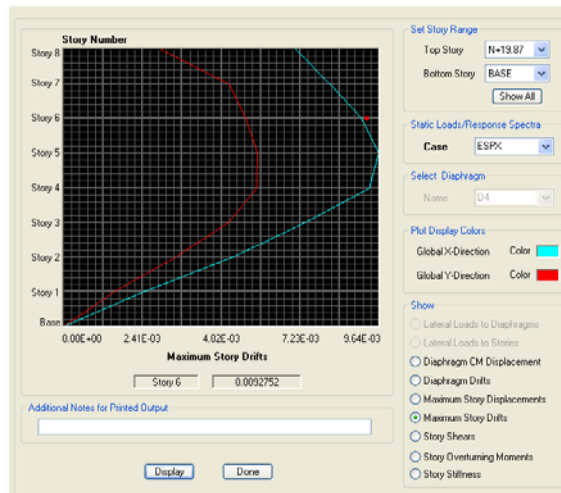 Story Number
Story 8
Story 7
Story 6
Story 5
Story 4
Story 3
Story 2
Story 1
Base
0.00E+00 2.41E-03 4.82E-03 7.23E-03 9.64E-03
Maximum Story Drifts
Story 6 0.0092752
Additional Notes for Printed Output
Display Done
Set Story Range
Top Story N+19.87
Bottom Story BASE
Show All
Static Loads/Response Spectra
Case ESPX
Select Diaphragm
Name D4
Plot Display Colors
Global X-Direction Color
Global Y-Direction Color
Show
Lateral Loads to Diaphragms
Lateral Loads to Stories
Diaphragm CM Displacement
Diaphragm Drifts
Maximum Story Displacements
Maximum Story Drifts
Story Shears
Story Overturning Moments
Story Stiffness